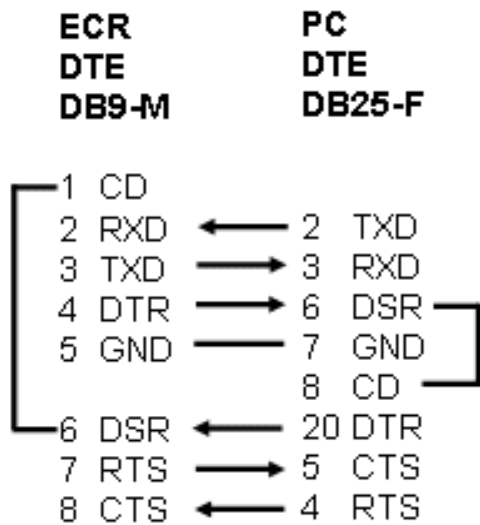 ECR PC
DTE DTE
DB9-M DB25-F
1 CD
2 RXD 2 TXD
3 TXD 3 RXD
4 DTR 6 DSR
5 GND 7 GND
8 CD
6 DSR 20 DTR
7 RTS 5 CTS
8 CTS 4 RTS